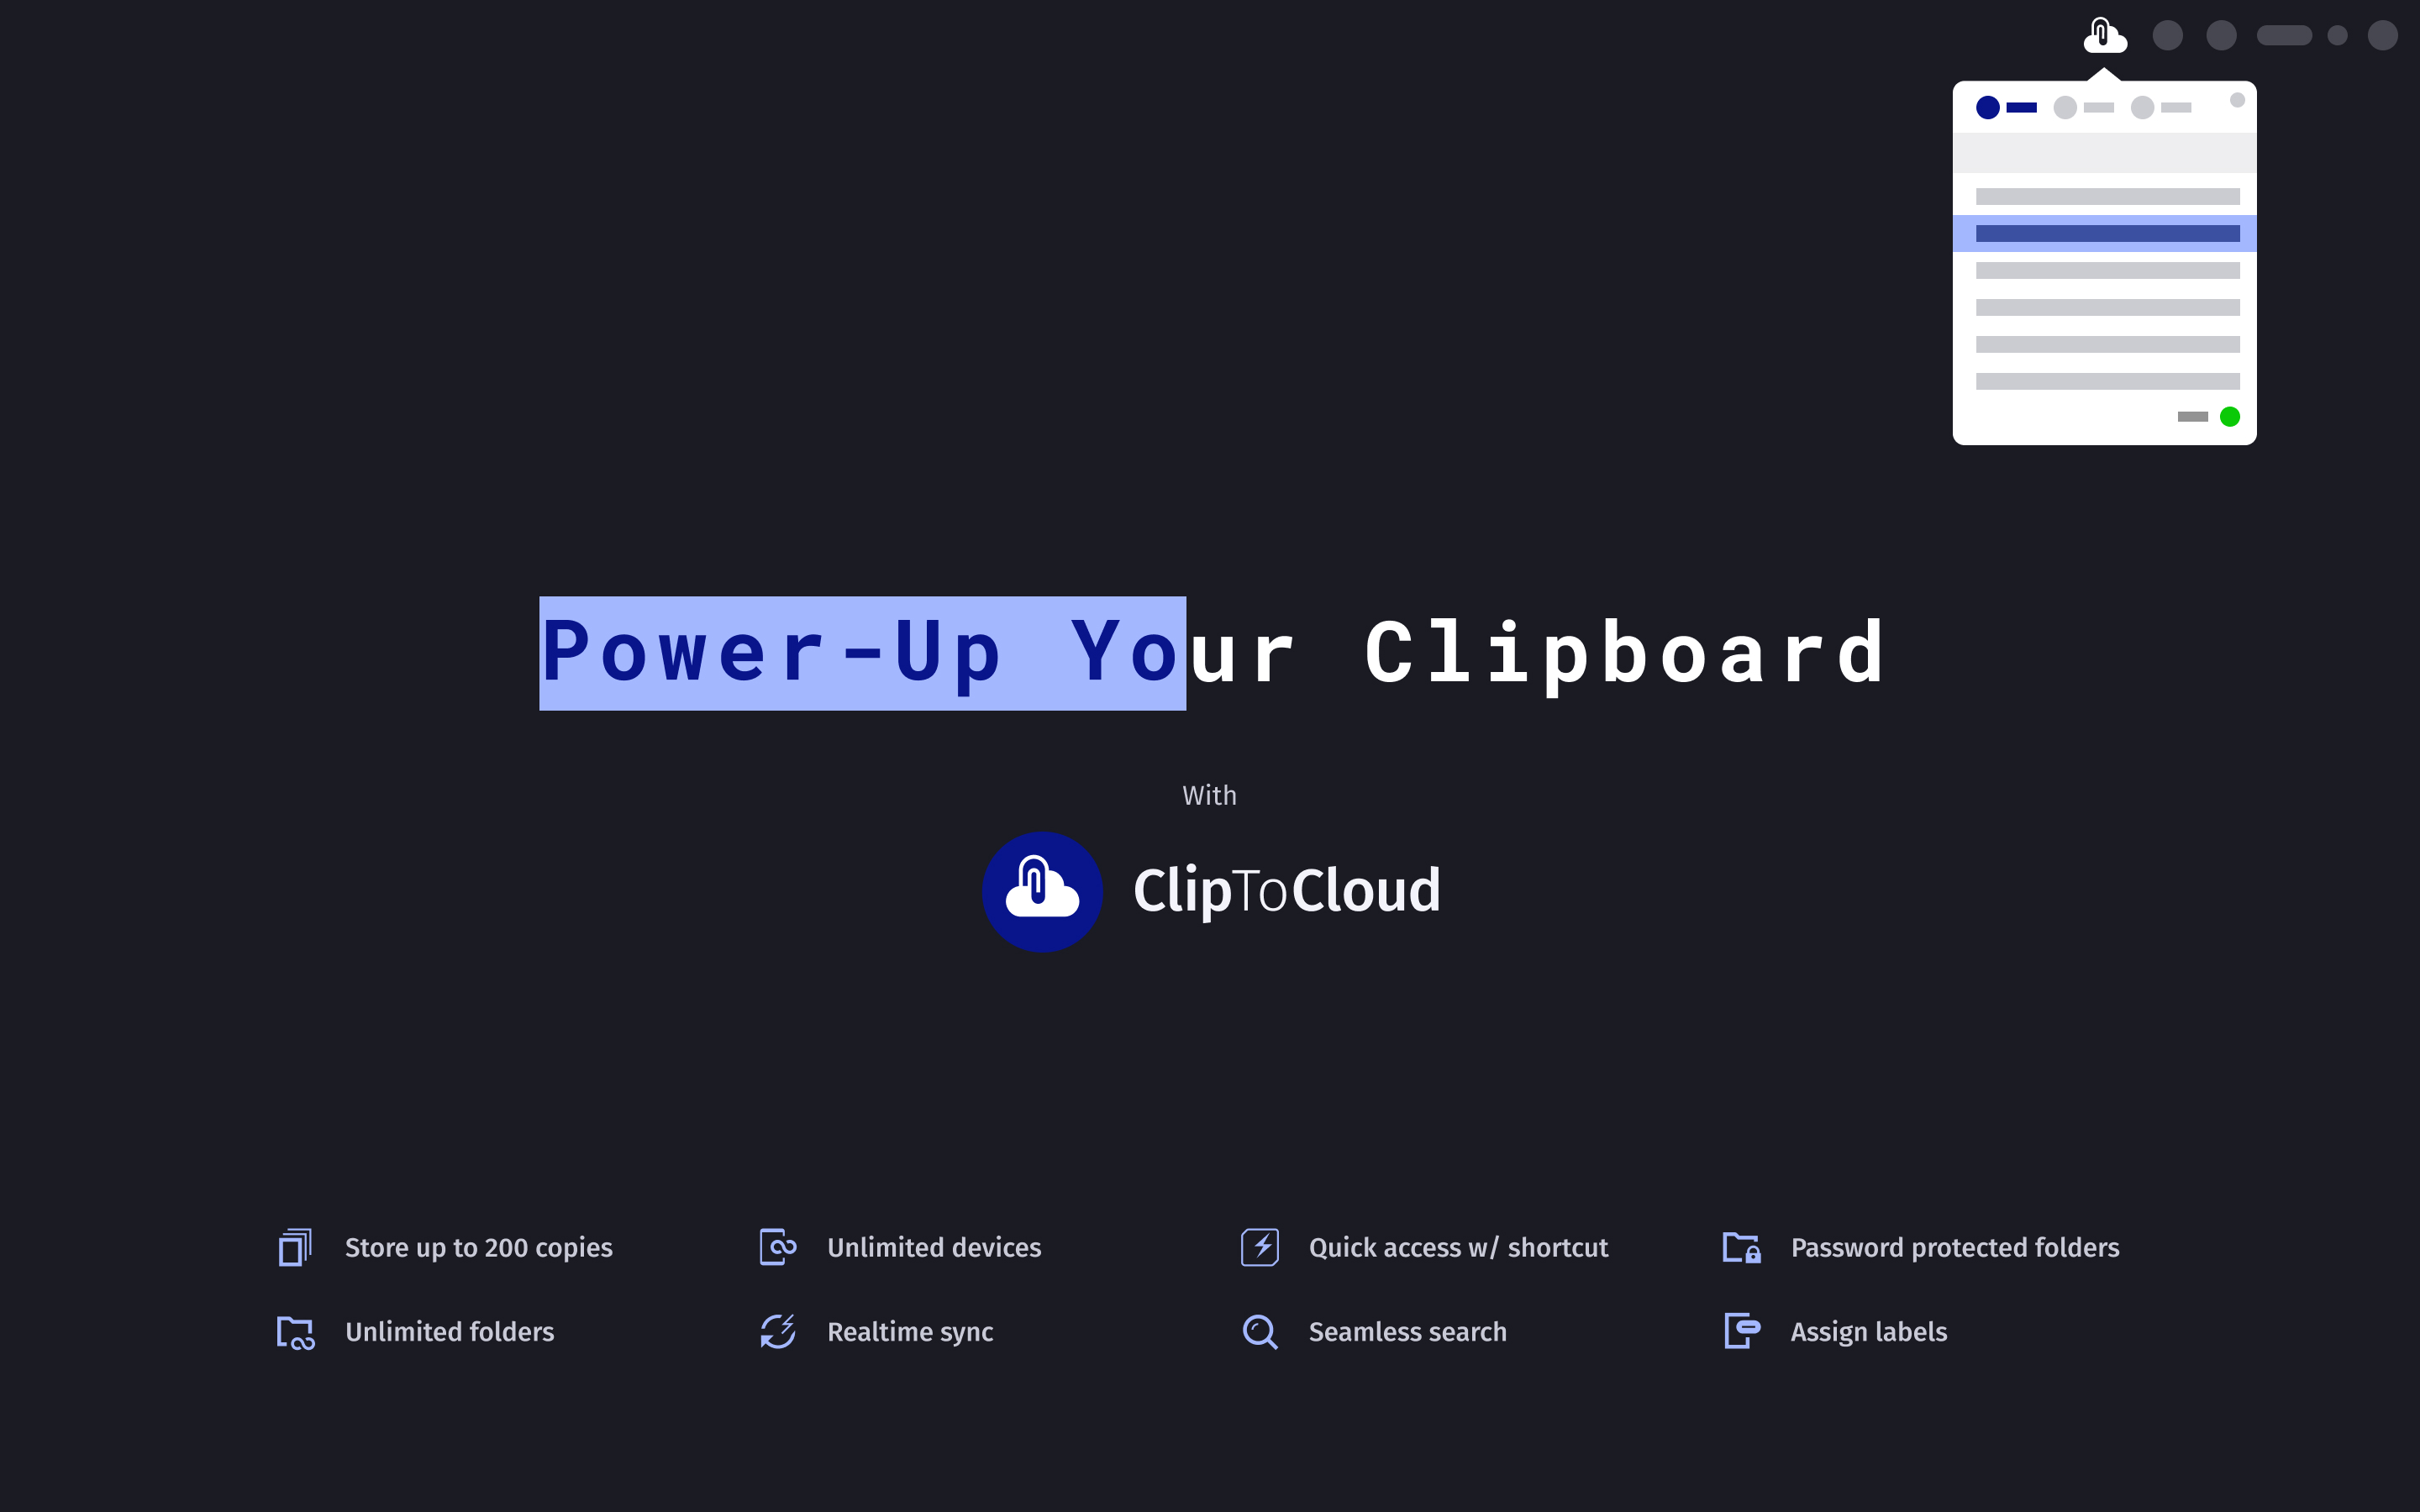 Power-Up Your Clipboard
With
ClipToCloud
Store up to 200 copies
Unlimited devices
Quick access w/ shortcut
Password protected folders
Unlimited folders
Realtime sync
Seamless search
Assign labels